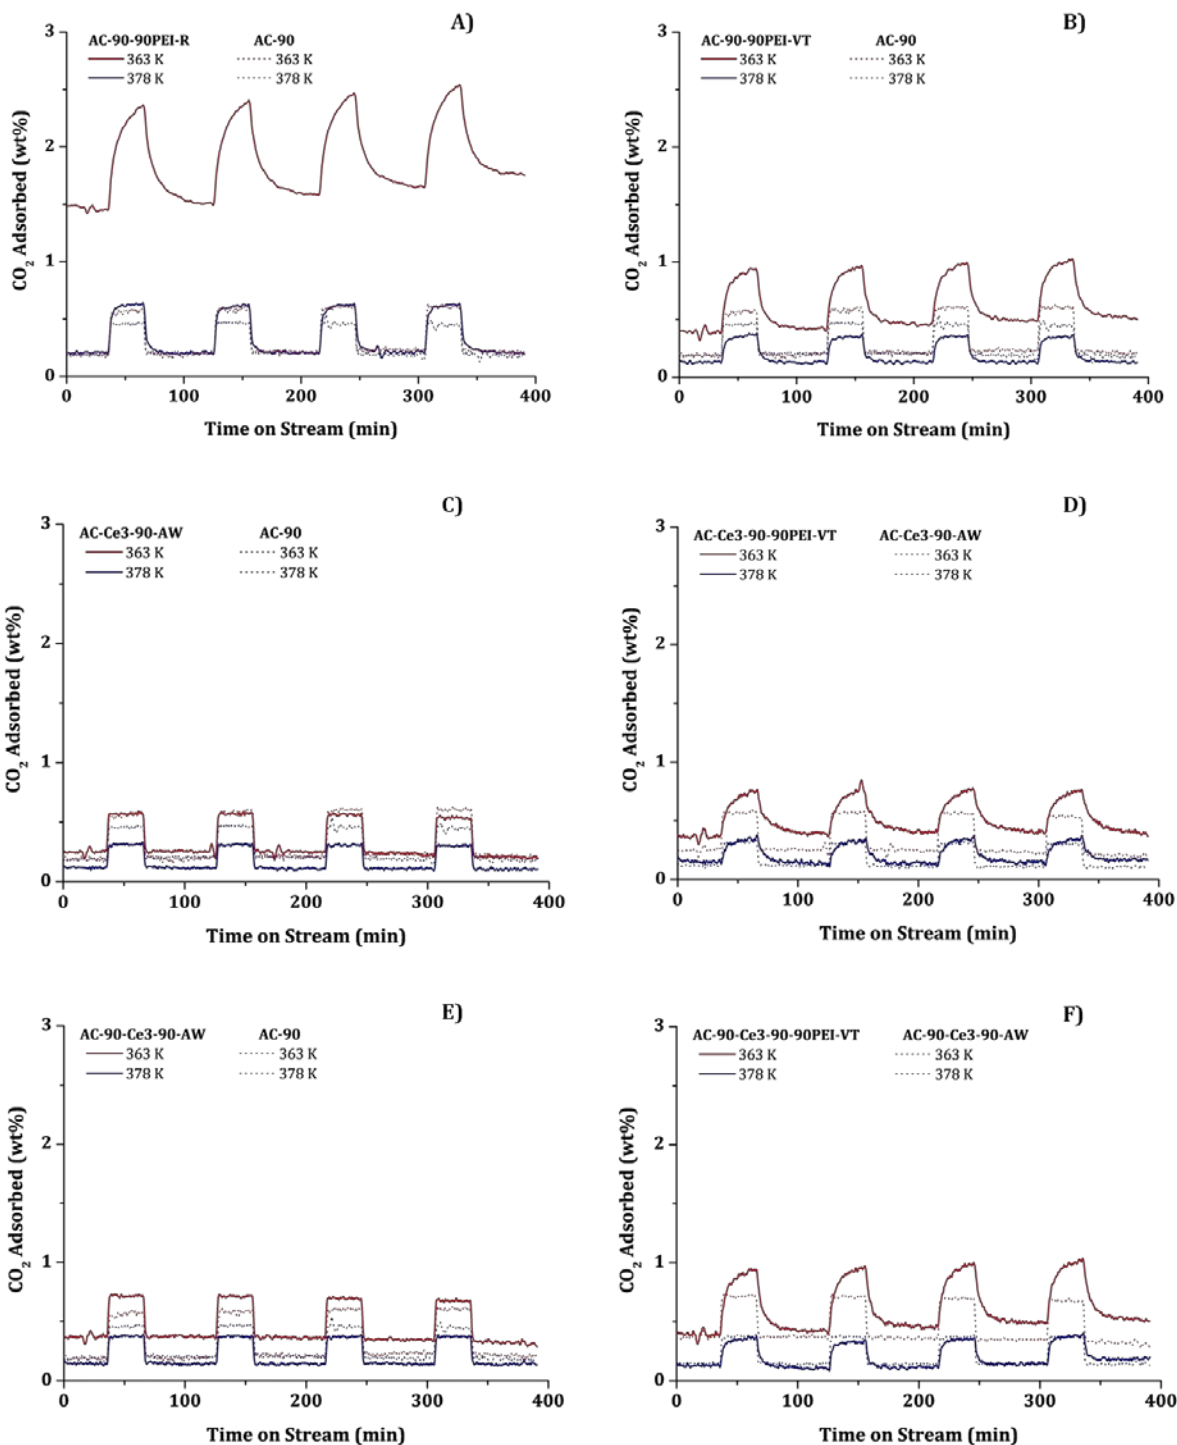 A)
AC-90-90PEI-R AC-90
363 K 363 K
378 K 378 K
3
2
1
0
CO2 Adsorbed (wt%)
0 100 200 300 400
Time on Stream (min)
B)
AC-90-90PEI-VT AC-90
363 K 363 K
378 K 378 K
3
2
1
0
CO2 Adsorbed (wt%)
0 100 200 300 400
Time on Stream (min)
C)
AC-Ce3-90-AW AC-90
363 K 363 K
378 K 378 K
3
2
1
0
CO2 Adsorbed (wt%)
0 100 200 300 400
Time on Stream (min)
D)
AC-Ce3-90-90PEI-VT AC-Ce3-90-AW
363 K 363 K
378 K 378 K
3
2
1
0
CO2 Adsorbed (wt%)
0 100 200 300 400
Time on Stream (min)
E)
AC-90-Ce3-90-AW AC-90
363 K 363 K
378 K 378 K
3
2
1
0
CO2 Adsorbed (wt%)
0 100 200 300 400
Time on Stream (min)
F)
AC-90-Ce3-90-90PEI-VT AC-90-Ce3-90-AW
363 K 363 K
378 K 378 K
3
2
1
0
CO2 Adsorbed (wt%)
0 100 200 300 400
Time on Stream (min)